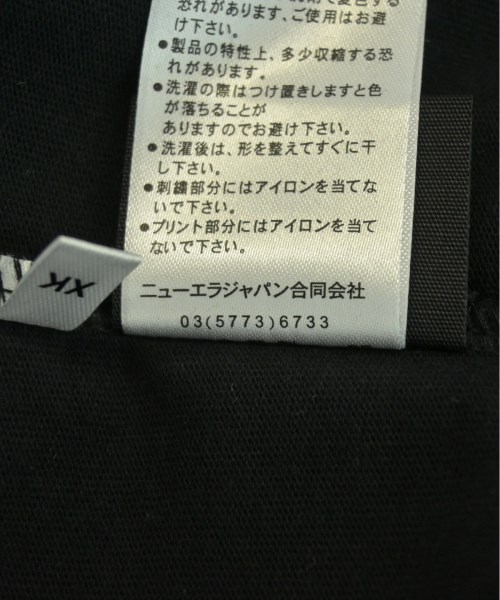 恐れがあります、ご使用はお避
け下さい。
●製品の特性上、多少収縮する恐
れがあります。
●洗濯の際はつけ置きしますと色
が落ちることが
ありますのでお避け下さい。
●洗濯後は、形を整えてすぐに干
し下さい。
●刺繍部分にはアイロンを当てな
いで下さい。
●プリント部分にはアイロンを当て
ないで下さい。
XK
ニューエラジャパン合同会社
03(5773)6733